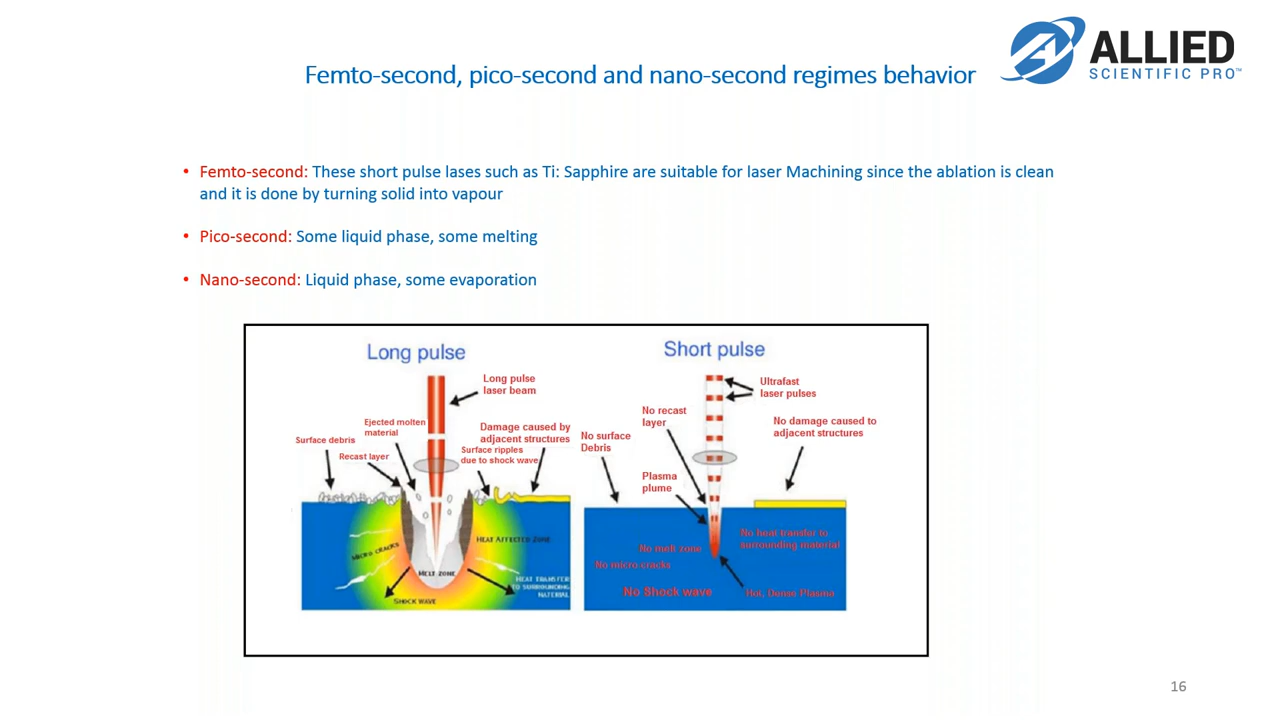 ALLIED
SCIENTIFIC PRO™
Femto-second, pico-second and nano-second regimes behavior
• Femto-second: These short pulse lases such as Ti: Sapphire are suitable for laser Machining since the ablation is clean
and it is done by turning solid into vapour
• Pico-second: Some liquid phase, some melting
• Nano-second: Liquid phase, some evaporation
Long pulse
Long pulse
laser beam
Ejected molten
material
Surface debris
Recast layer
Damage caused by
adjacent structures
Surface ripples
due to shock wave
MICRO CRACKS
HEAT AFFECTED ZONE
MELT ZONE
SHOCK WAVE
HEAT TRANSFER
TO SURROUNDING
MATERIAL
Short pulse
Ultrafast
laser pulses
No recast
layer
No surface
Debris
No damage caused to
adjacent structures
Plasma
plume
No heat transfer to
surrounding material
No melt zone
No micro cracks
No Shock wave
Hot, Dense Plasma
16